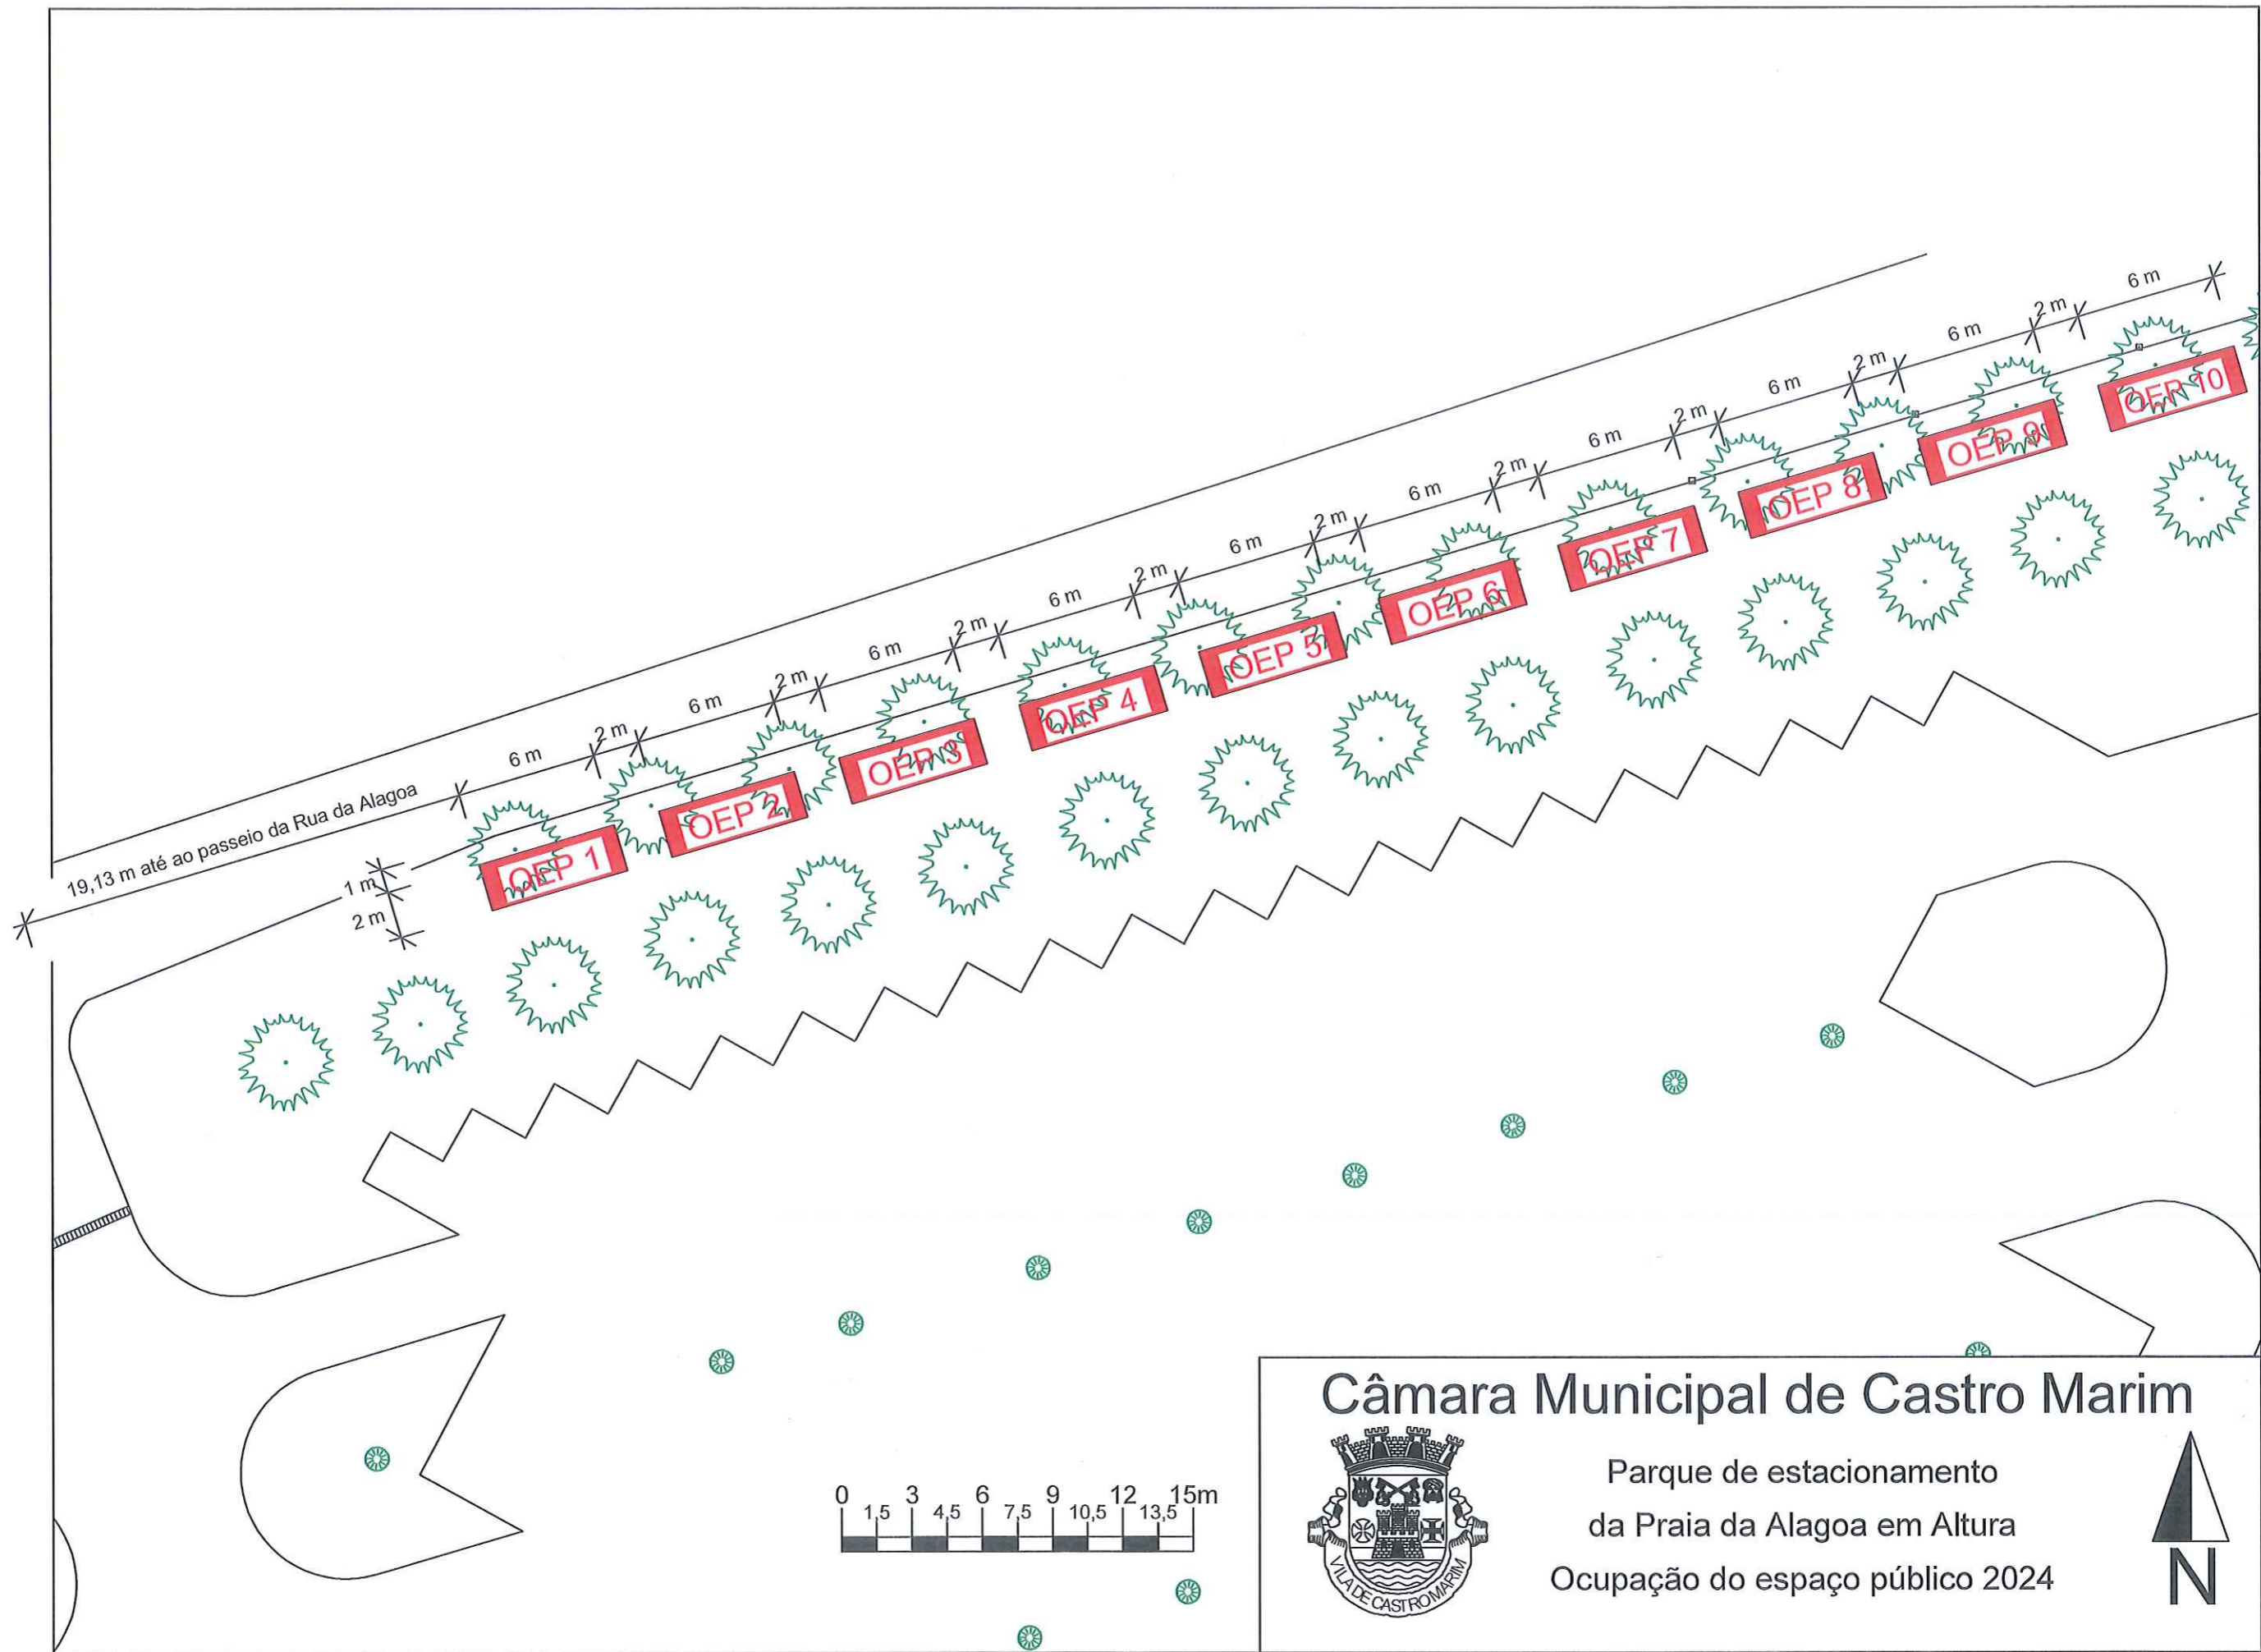 6 m
2 m
6 m
2 m
6 m
2 m
6 m
2 m
6 m
2 m
6 m
2 m
6 m
2 m
6 m
2 m
6 m
2 m
6 m
19,13 m até ao passeio da Rua da Alagoa
1 m
2 m
OEP 1
OEP 2
OEP 3
OEP 4
OEP 5
OEP 6
OEP 7
OEP 8
OEP 9
OEP 10
0 3 6 9 12 15m
1,5 4,5 7,5 10,5 13,5
Câmara Municipal de Castro Marim
Parque de estacionamento
da Praia da Alagoa em Altura
Ocupação do espaço público 2024
VILA DE CASTRO MARIM
N